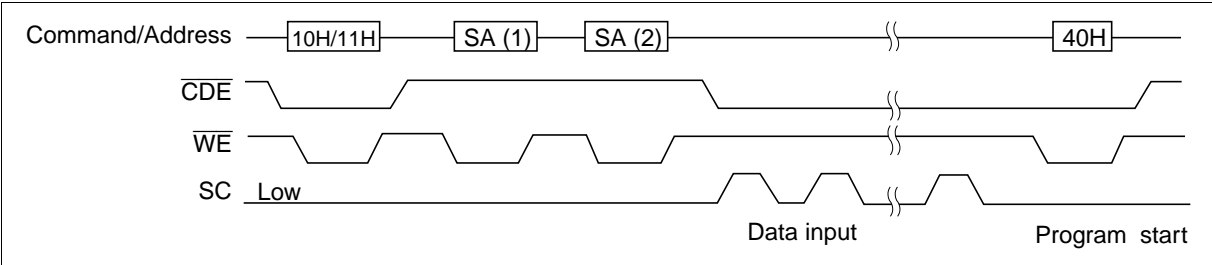 Command/Address 10H/11H SA (1) SA (2) 40H
CDE
WE
SC Low
Data input Program start